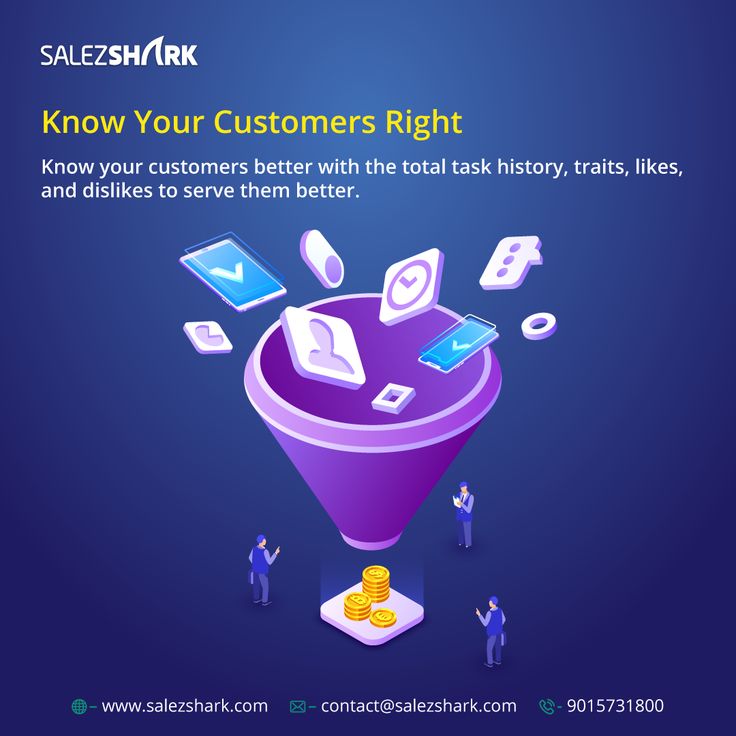 SALEZSHARK
Know Your Customers Right
Know your customers better with the total task history, traits, likes,
and dislikes to serve them better.
– www.salezshark.com – contact@salezshark.com - 9015731800